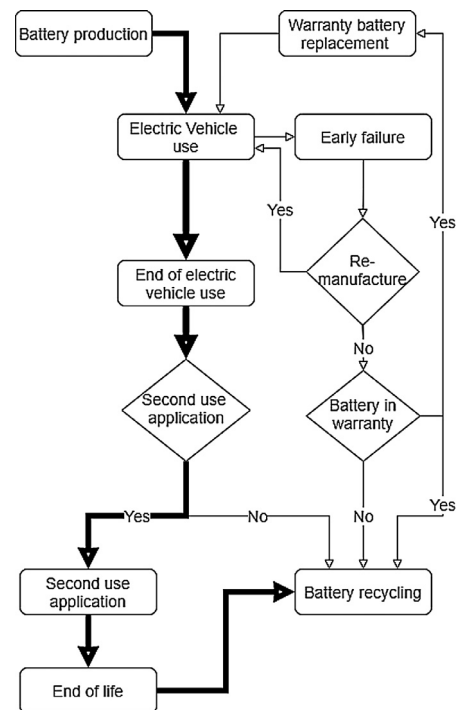 Battery production
Warranty battery
replacement
Electric Vehicle
use
Early failure
Yes
Yes
Re-
manufacture
End of electric
vehicle use
No
Second use
application
Battery in
warranty
Yes
No
No
Yes
Second use
application
Battery recycling
End of life